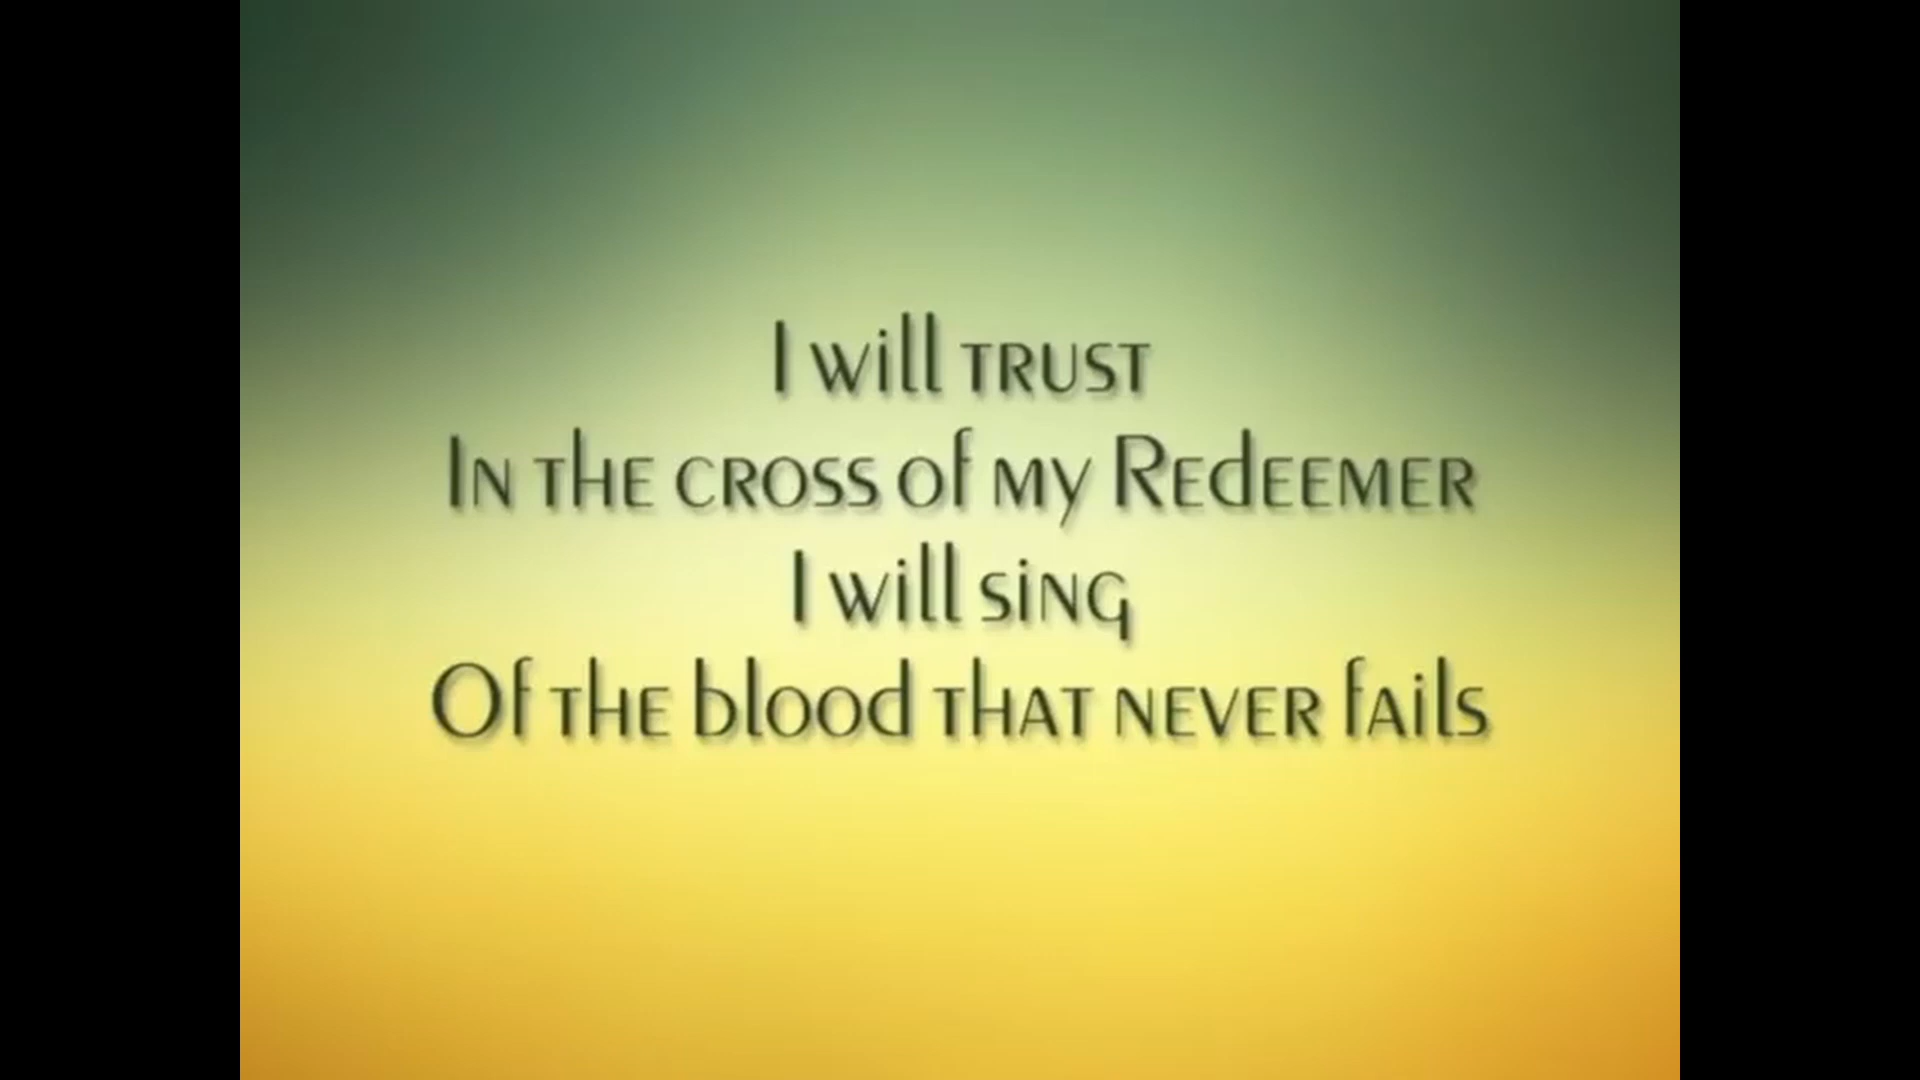 I will trust
In the cross of my Redeemer
I will sing
Of the blood that never fails